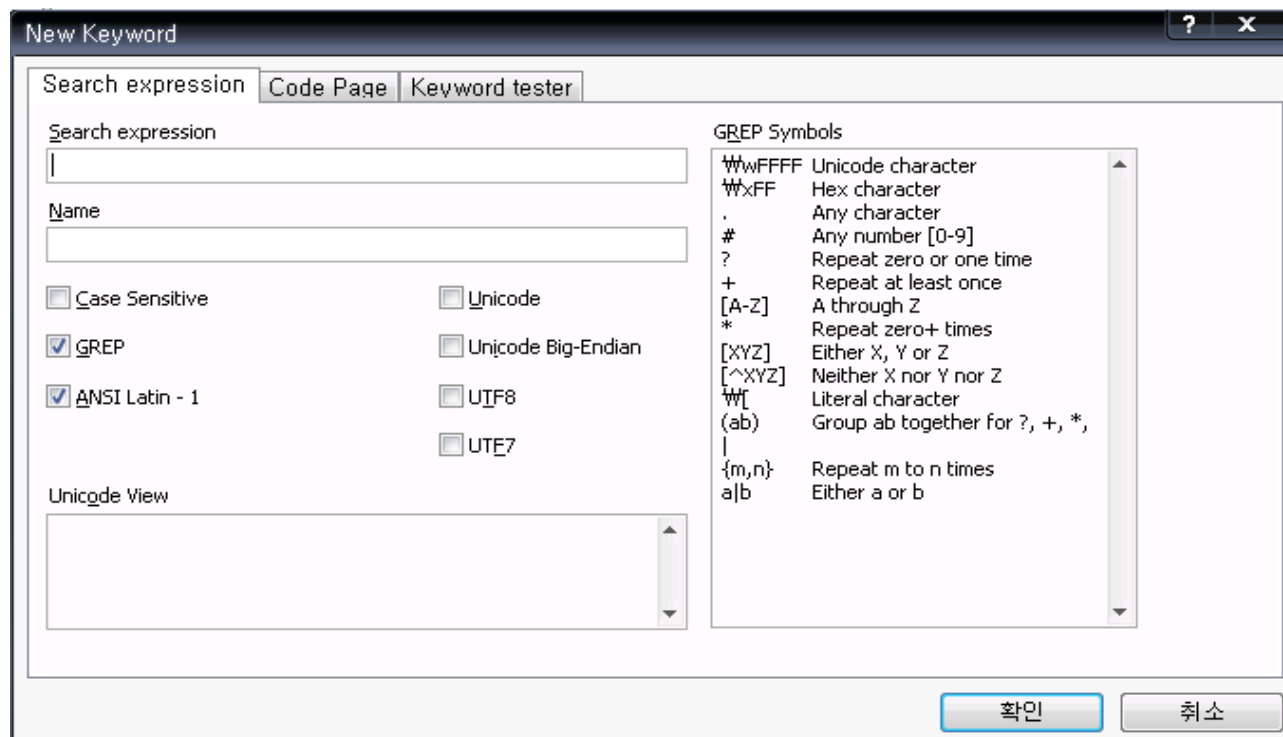 New Keyword
? X
Search expression Code Page Keyword tester
Search expression
Name
Case Sensitive Unicode
GREP Unicode Big-Endian
ANSI Latin - 1 UTF8
UTF7
Unicode View
GREP Symbols
₩wFFFF Unicode character
₩xFF Hex character
. Any character
# Any number [0-9]
? Repeat zero or one time
+ Repeat at least once
[A-Z] A through Z
* Repeat zero+ times
[XYZ] Either X, Y or Z
[^XYZ] Neither X nor Y nor Z
₩[ Literal character
(ab) Group ab together for ?, +, *,
|
{m,n} Repeat m to n times
a|b Either a or b
확인 취소